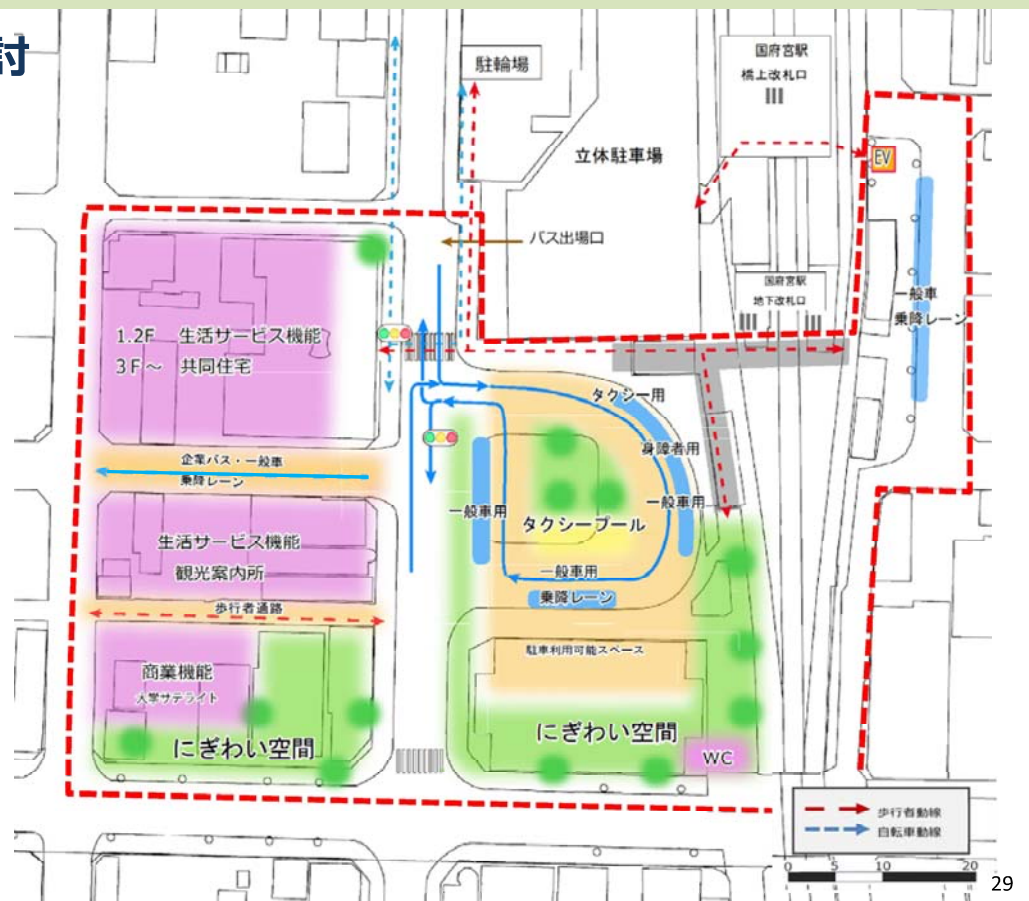 討
駐輪場
国府宮駅
橋上改札口
立体駐車場
EV
バス出場口
国府宮駅
地下改札口
一般車
乗降レーン
1.2F 生活サービス機能
3F～ 共同住宅
タクシー用
身障者用
一般車用
企業バス・一般車
乗降レーン
一般車用
タクシープール
生活サービス機能
観光案内所
一般車用
乗降レーン
歩行者通路
駐車利用可能スペース
商業機能
大学サテライト
にぎわい空間
にぎわい空間
WC
歩行者動線
自転車動線
0 5 10 20
29